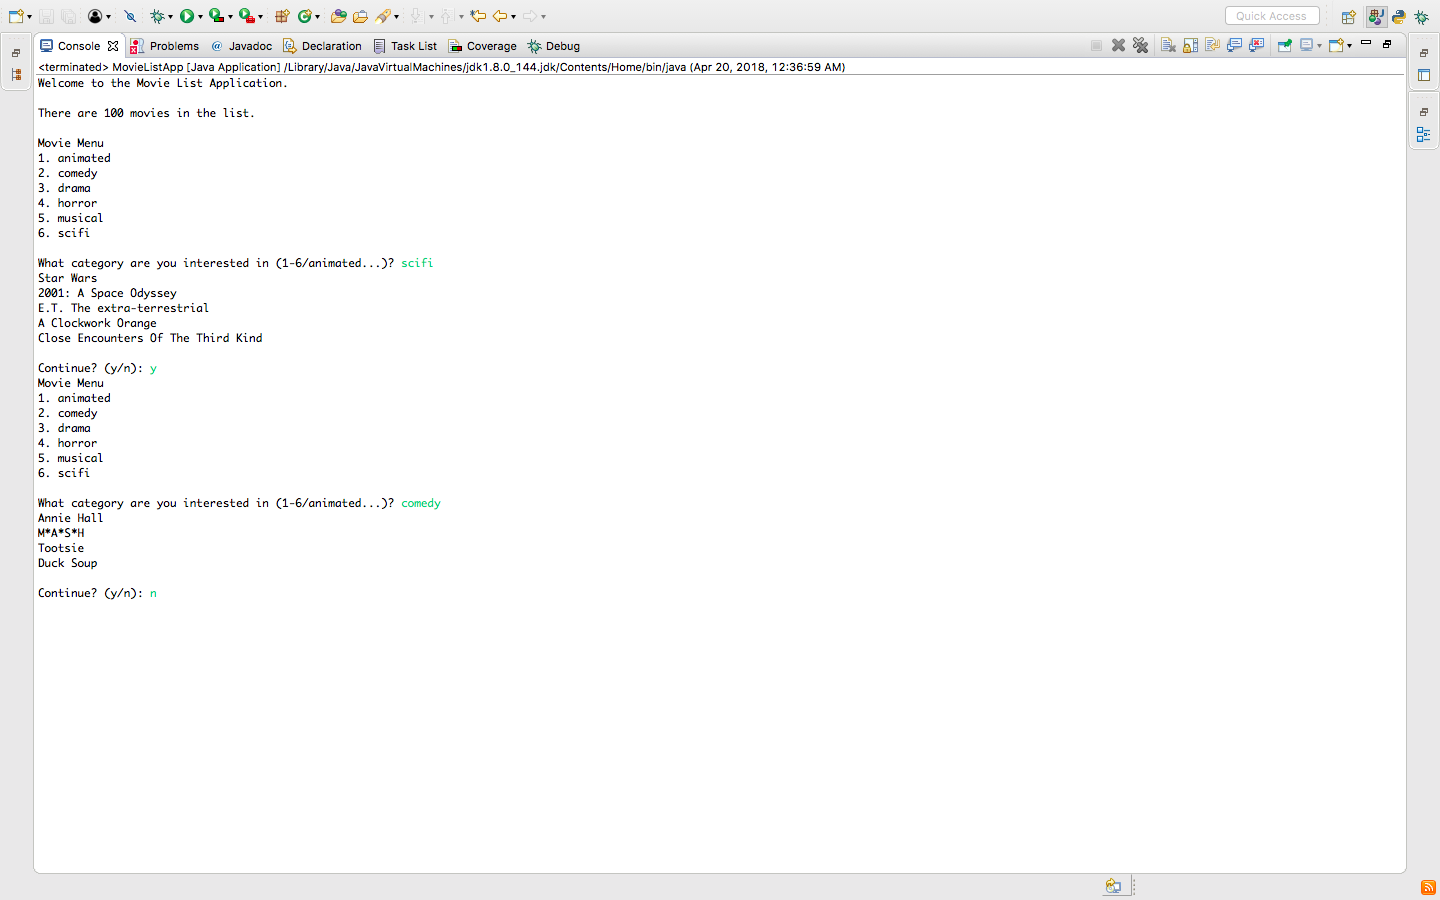 Quick Access
Console Problems @ Javadoc Declaration Task List Coverage Debug
<terminated> MovieListApp [Java Application] /Library/Java/JavaVirtualMachines/jdk1.8.0_144.jdk/Contents/Home/bin/java (Apr 20, 2018, 12:36:59 AM)
Welcome to the Movie List Application.
There are 100 movies in the list.
Movie Menu
1. animated
2. comedy
3. drama
4. horror
5. musical
6. scifi
What category are you interested in (1-6/animated...)? scifi
Star Wars
2001: A Space Odyssey
E.T. The extra-terrestrial
A Clockwork Orange
Close Encounters Of The Third Kind
Continue? (y/n): y
Movie Menu
1. animated
2. comedy
3. drama
4. horror
5. musical
6. scifi
What category are you interested in (1-6/animated...)? comedy
Annie Hall
M*A*S*H
Tootsie
Duck Soup
Continue? (y/n): n